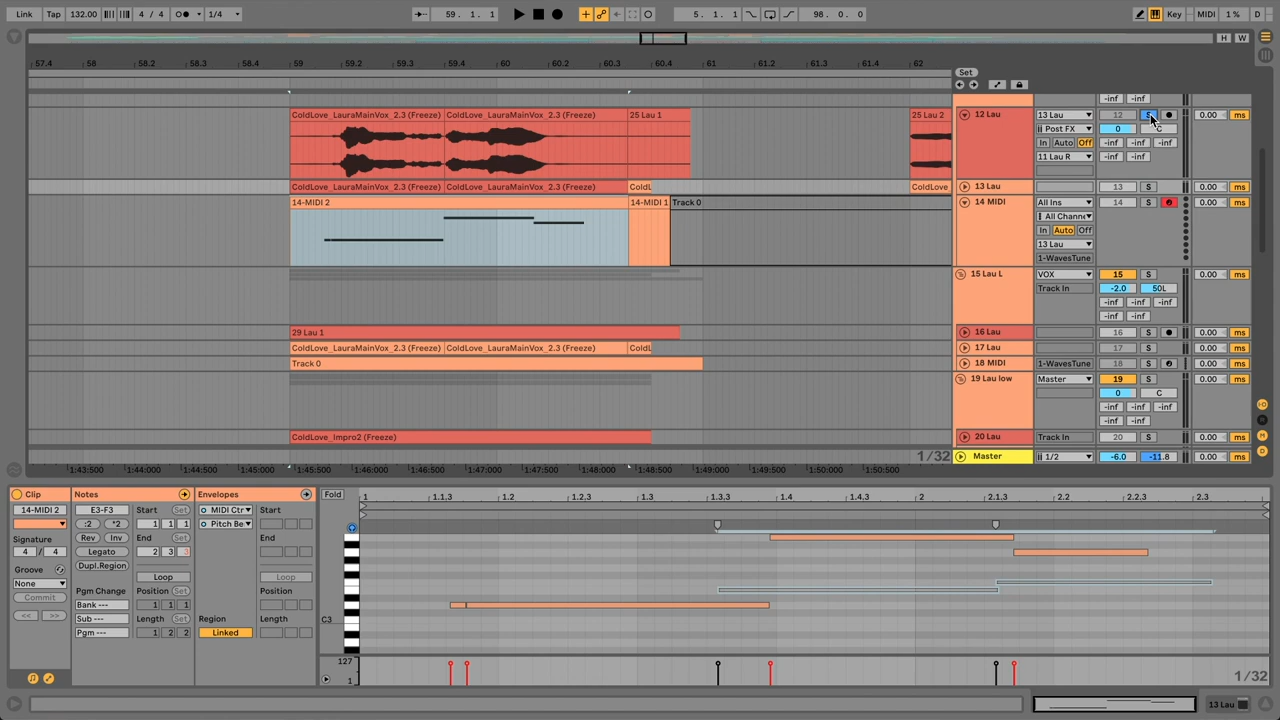 Link Tap 132.00 4 / 4 1/4 59. 1. 1 5. 1. 1 98. 0. 0 Key MIDI 1 % D
H W
57.4 58 58.2 58.3 58.4 59 59.2 59.3 59.4 60 60.2 60.3 60.4 61 61.2 61.3 61.4 62
Set
-inf -inf
ColdLove_LauraMainVox_2.3 (Freeze) ColdLove_LauraMainVox_2.3 (Freeze) 25 Lau 1 25 Lau 2 12 Lau 13 Lau 12 S 0.00 ms
Post FX 0 C
In Auto Off -inf -inf -inf
11 Lau R -inf -inf
ColdLove_LauraMainVox_2.3 (Freeze) ColdLove_LauraMainVox_2.3 (Freeze) ColdL ColdLove 13 Lau 13 S 0.00 ms
14-MIDI 2 14-MIDI 1 Track 0 14 MIDI All Ins 14 S 0.00 ms
All Channe
In Auto Off
13 Lau
1-WavesTune
15 Lau L VOX 15 S 0.00 ms
Track In -2.0 50L
-inf -inf
-inf -inf
29 Lau 1 16 Lau 16 S 0.00 ms
ColdLove_LauraMainVox_2.3 (Freeze) ColdLove_LauraMainVox_2.3 (Freeze) ColdL 17 Lau 17 S 0.00 ms
Track 0 18 MIDI 1-WavesTune 18 S 0.00 ms
19 Lau low Master 19 S 0.00 ms
0 C
-inf -inf -inf
-inf -inf
ColdLove_Impro2 (Freeze) 20 Lau Track In 20 S 0.00 ms
1/32 Master 1/2 -6.0 -11.8 0.00 ms
1:43:500 1:44:000 1:44:500 1:45:500 1:46:000 1:46:500 1:47:000 1:47:500 1:48:000 1:48:500 1:49:000 1:49:500 1:50:000 1:50:500
Clip Notes Envelopes Fold 1 1.1.3 1.2 1.2.3 1.3 1.3.3 1.4 1.4.3 2 2.1.3 2.2 2.2.3 2.3
14-MIDI 2 E3-F3 Start Set MIDI Ctr Start Set
:2 *2 1 1 1 Pitch Be
Signature Rev Inv End Set End Set
4 / 4 Legato 2 3 3
Groove Dupl.Region Loop Loop
None Pgm Change Position Set Position
Commit Bank --- 1 1 1
<< >> Sub --- Length Set Region Length C3
Pgm --- 1 2 2 Linked
127
1 1/32
13 Lau